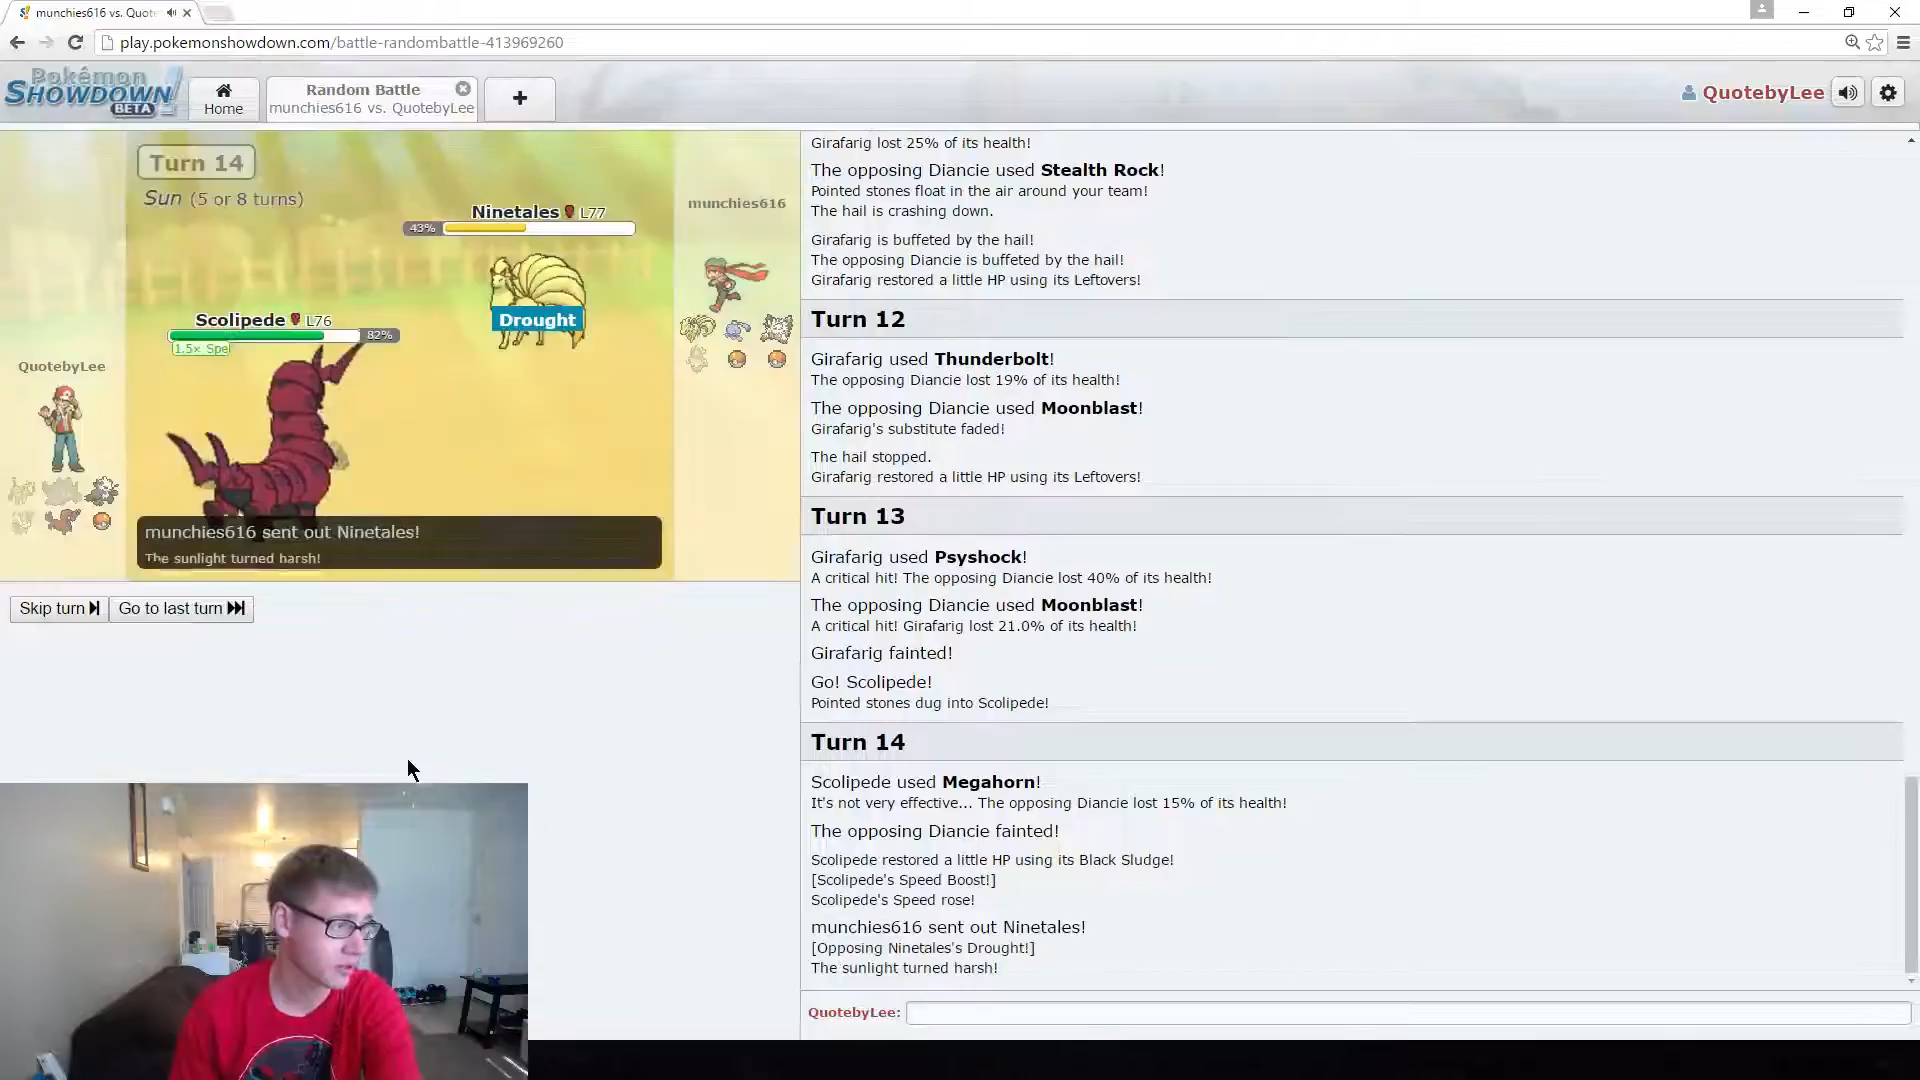 munchies616 vs. Quote
play.pokemonshowdown.com/battle-randombattle-413969260
Pokémon
SHOWDOWN!
BETA
Home
Random Battle
munchies616 vs. QuotebyLee
+
QuotebyLee
Turn 14
Sun (5 or 8 turns)
Ninetales L77
43%
munchies616
Drought
Scolipede L76
82%
1.5× Spe
QuotebyLee
munchies616 sent out Ninetales!
The sunlight turned harsh!
Skip turn
Go to last turn
Girafarig lost 25% of its health!
The opposing Diancie used Stealth Rock!
Pointed stones float in the air around your team!
The hail is crashing down.
Girafarig is buffeted by the hail!
The opposing Diancie is buffeted by the hail!
Girafarig restored a little HP using its Leftovers!
Turn 12
Girafarig used Thunderbolt!
The opposing Diancie lost 19% of its health!
The opposing Diancie used Moonblast!
Girafarig's substitute faded!
The hail stopped.
Girafarig restored a little HP using its Leftovers!
Turn 13
Girafarig used Psyshock!
A critical hit! The opposing Diancie lost 40% of its health!
The opposing Diancie used Moonblast!
A critical hit! Girafarig lost 21.0% of its health!
Girafarig fainted!
Go! Scolipede!
Pointed stones dug into Scolipede!
Turn 14
Scolipede used Megahorn!
It's not very effective... The opposing Diancie lost 15% of its health!
The opposing Diancie fainted!
Scolipede restored a little HP using its Black Sludge!
[Scolipede's Speed Boost!]
Scolipede's Speed rose!
munchies616 sent out Ninetales!
[Opposing Ninetales's Drought!]
The sunlight turned harsh!
QuotebyLee: